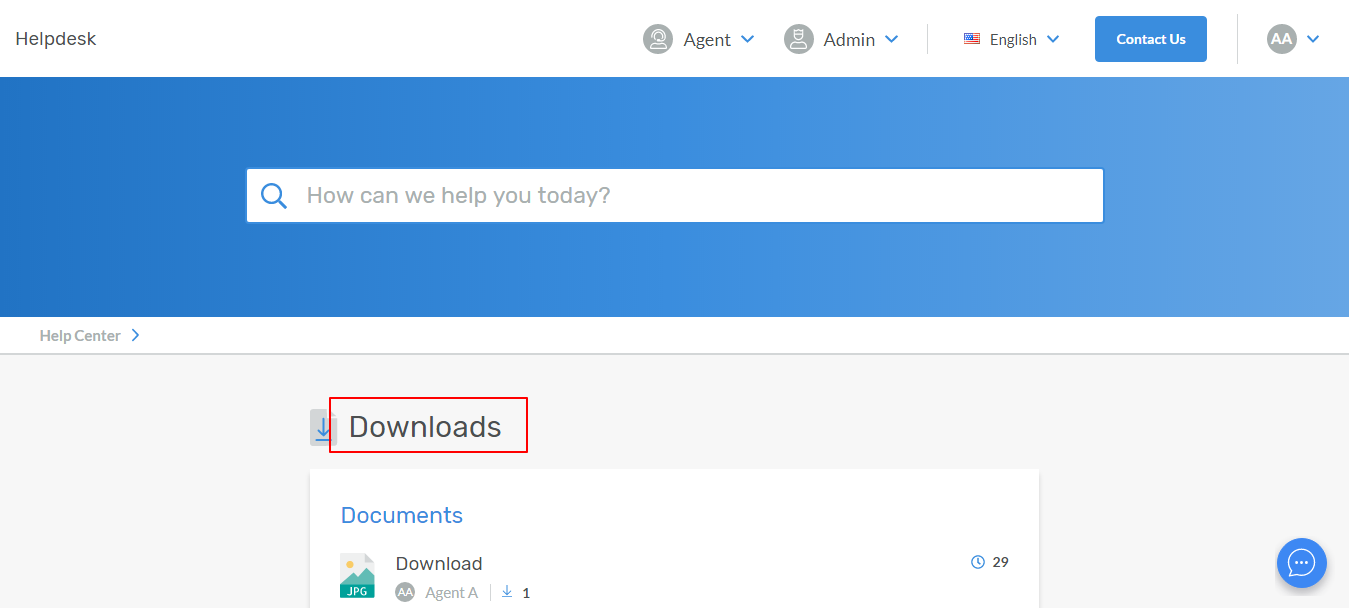 Helpdesk
Agent
Admin
English
Contact Us
AA
How can we help you today?
Help Center
Downloads
Documents
Download
29
JPG
AA Agent A 1